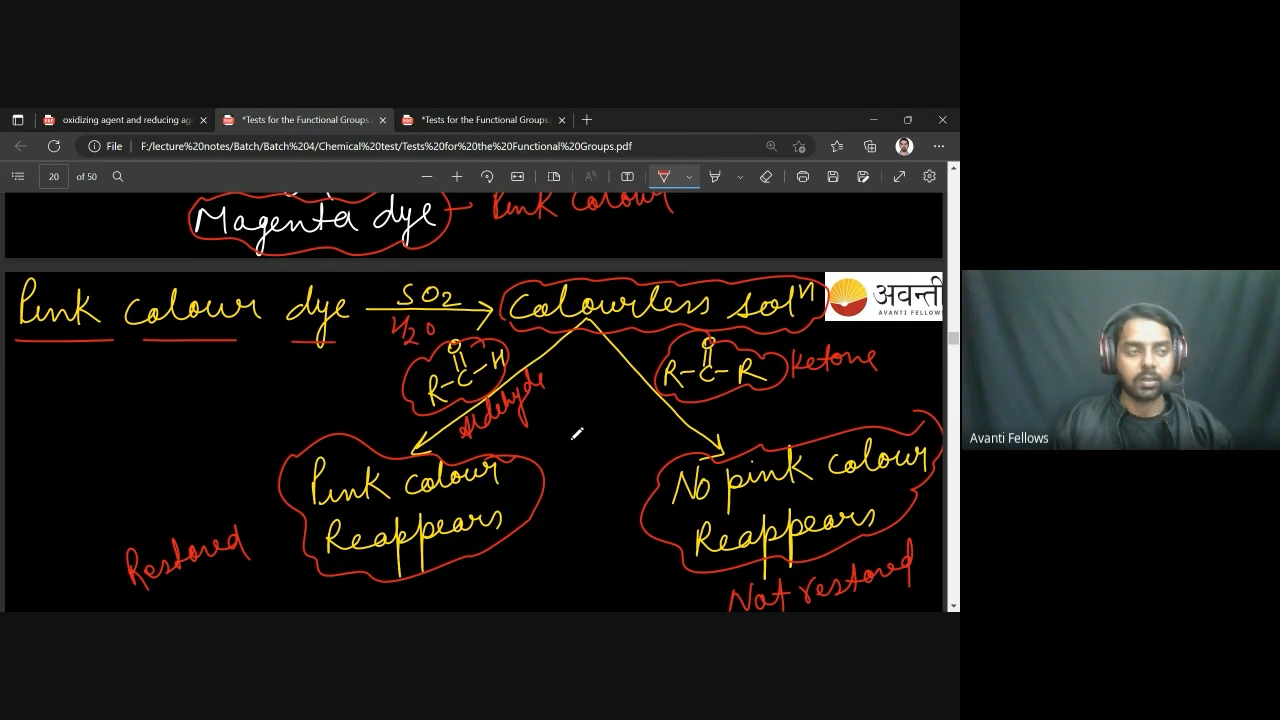 oxidizing agent and reducing ag
*Tests for the Functional Groups.
*Tests for the Functional Groups.
File
F:/lecture%20notes/Batch/Batch%204/Chemical%20test/Tests%20for%20the%20Functional%20Groups.pdf
20 of 50
Magenta dye
Pink colour
Pink colour dye SO2 colourless solⁿ
अवन्ती
AVANTI FELLOWS
H2O
O
R-C-H
Aldehyde
O
R-C-R
Ketone
Pink colour
Reappears
Restored
No pink colour
Reappears
Not restored
Avanti Fellows